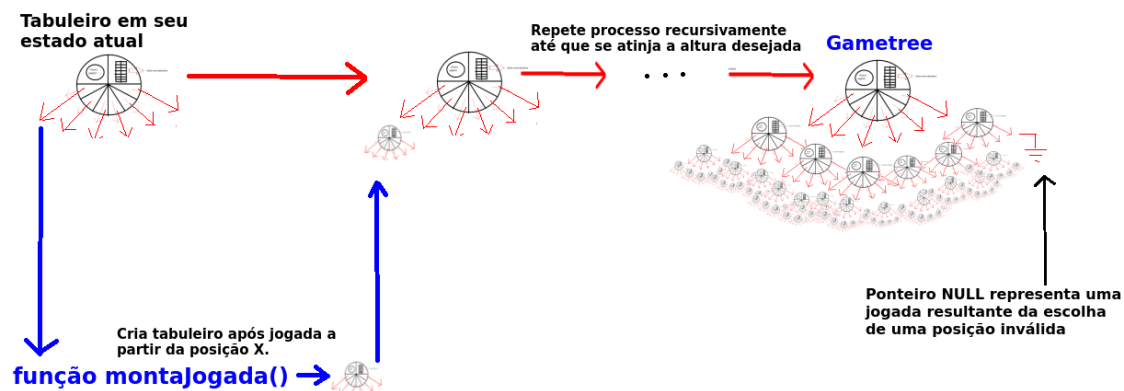 Tabuleiro em seu
estado atual
Repete processo recursivamente
até que se atinja a altura desejada
Gametree
. . .
Ponteiro NULL representa uma
jogada resultante da escolha
de uma posição inválida
Cria tabuleiro após jogada a
partir da posição X.
função montaJogada()